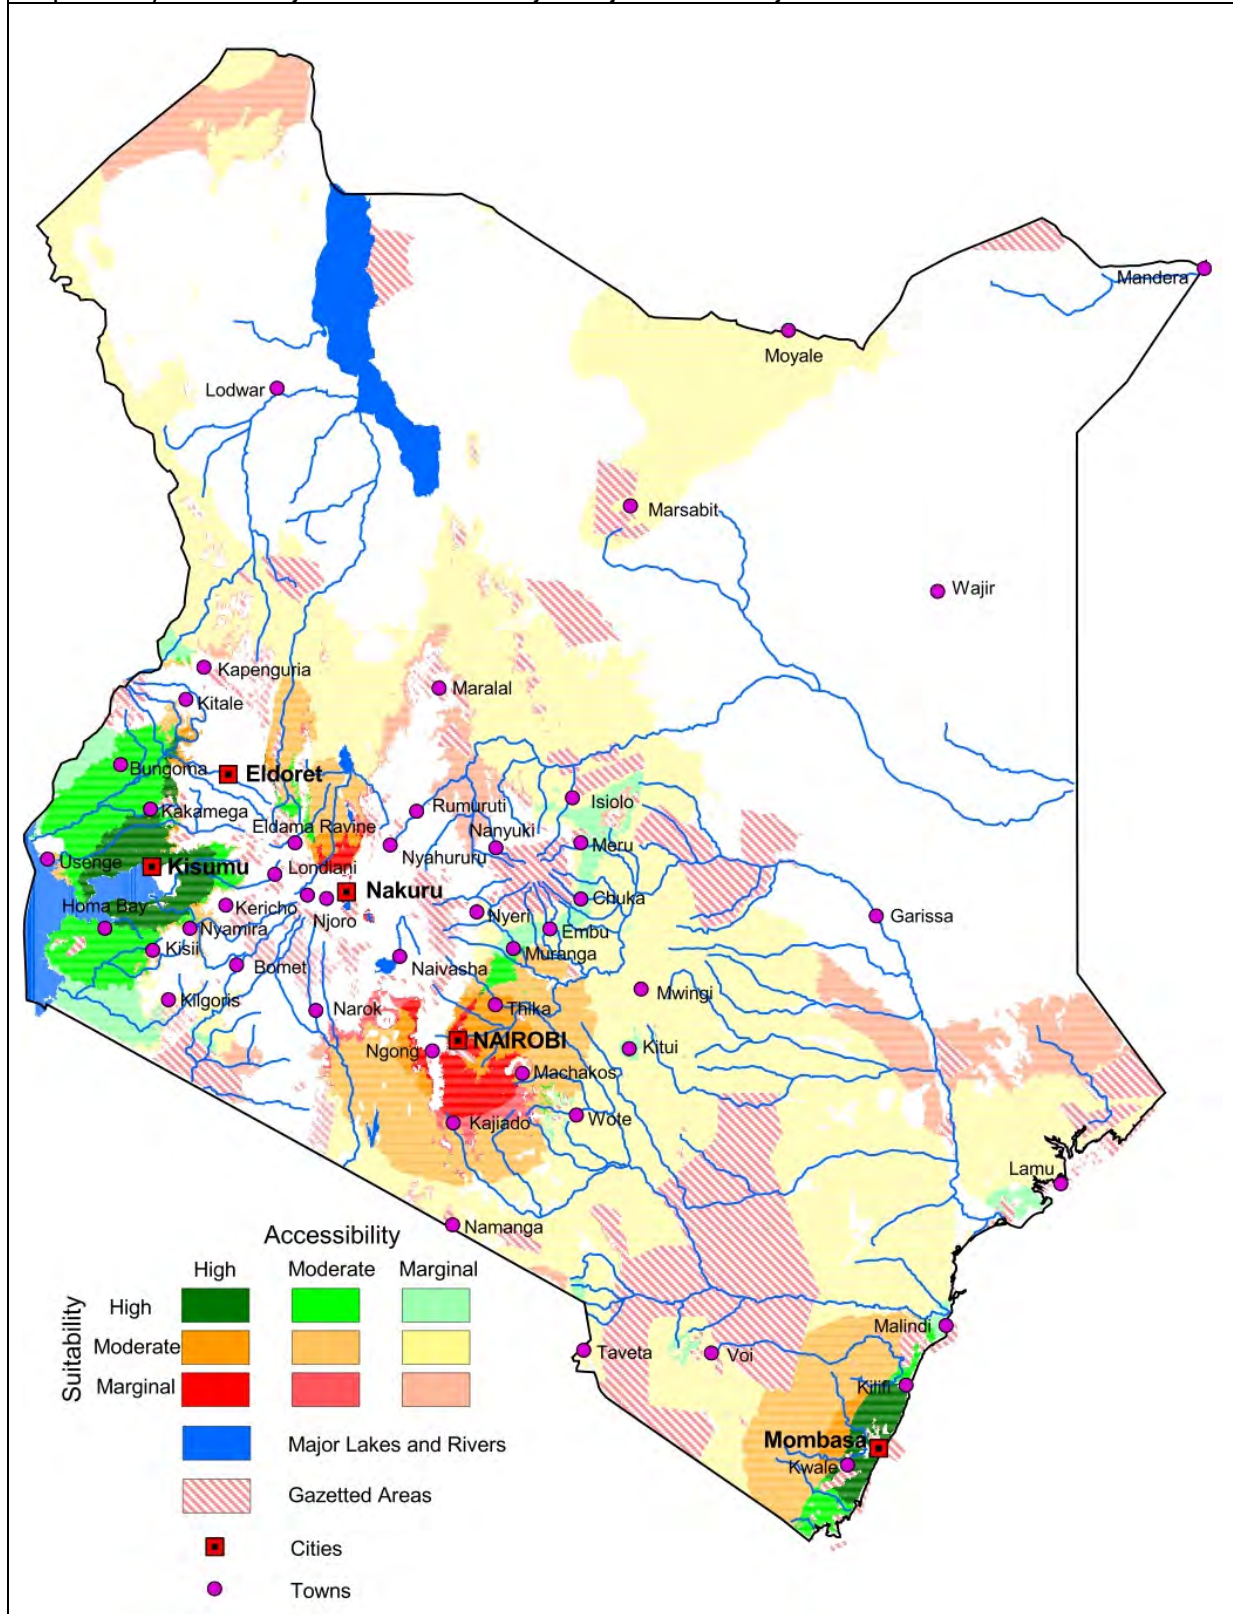 Mandera
Moyale
Lodwar
Marsabit
Wajir
Kapenguria
Maralal
Kitale
Bungoma
Eldoret
Isiolo
Kakamega
Rumuruti
Eldama Ravine
Nanyuki
Meru
Usenge
Kisumu
Nyahururu
Londiani
Nakuru
Homa Bay
Kericho
Njoro
Chuka
Nyeri
Garissa
Nyamira
Embu
Kisii
Muranga
Bomet
Naivasha
Kilgoris
Mwingi
Narok
Thika
NAIROBI
Ngong
Kitui
Machakos
Kajiado
Wote
Lamu
Namanga
Malindi
Taveta
Voi
Kilifi
Mombasa
Kwale
Accessibility
High Moderate Marginal
Suitability
High
Moderate
Marginal
Major Lakes and Rivers
Gazetted Areas
Cities
Towns